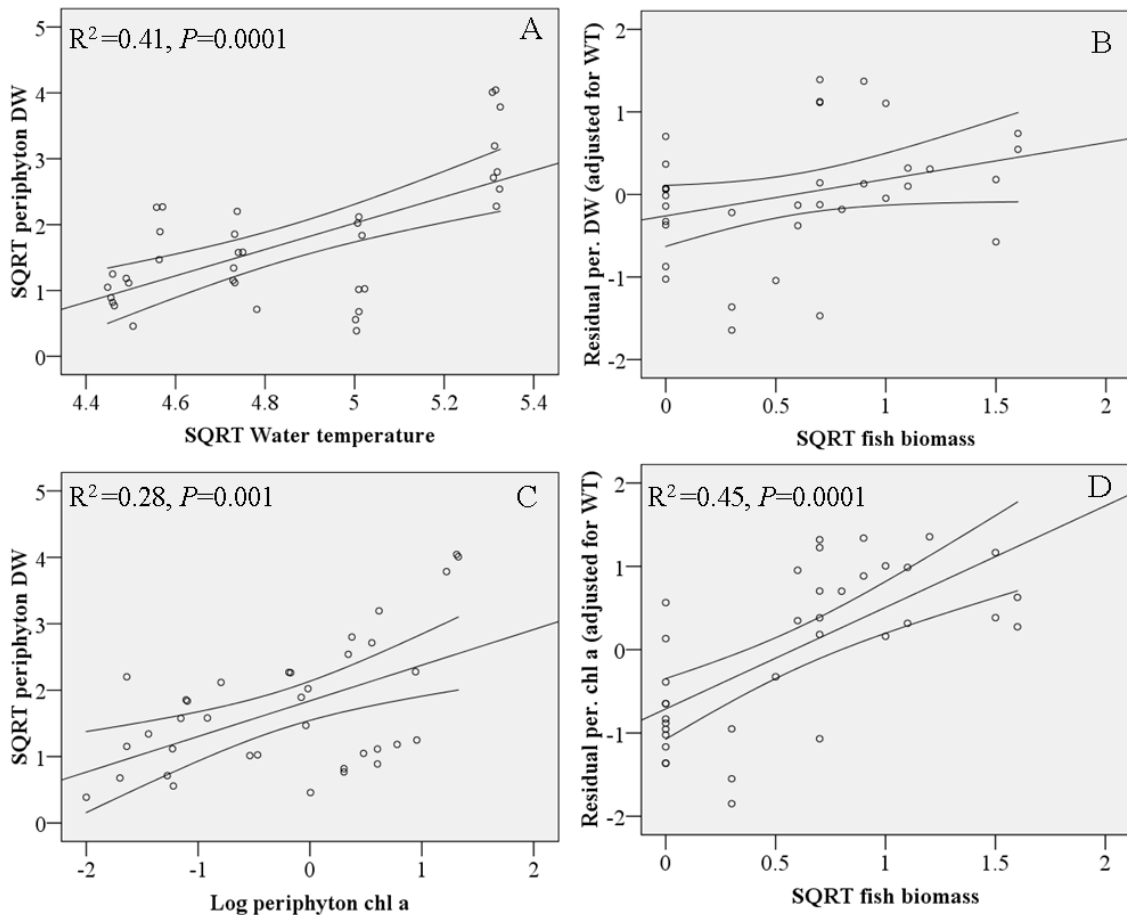 R²=0.41, P=0.0001
A
SQRT periphyton DW
5
4
3
2
1
0
4.4 4.6 4.8 5 5.2 5.4
SQRT Water temperature
B
Residual per. DW (adjusted for WT)
2
1
0
-1
-2
0 0.5 1 1.5 2
SQRT fish biomass
R²=0.28, P=0.001
C
SQRT periphyton DW
5
4
3
2
1
0
-2 -1 0 1 2
Log periphyton chl a
R²=0.45, P=0.0001
D
Residual per. chl a (adjusted for WT)
2
1
0
-1
-2
0 0.5 1 1.5 2
SQRT fish biomass